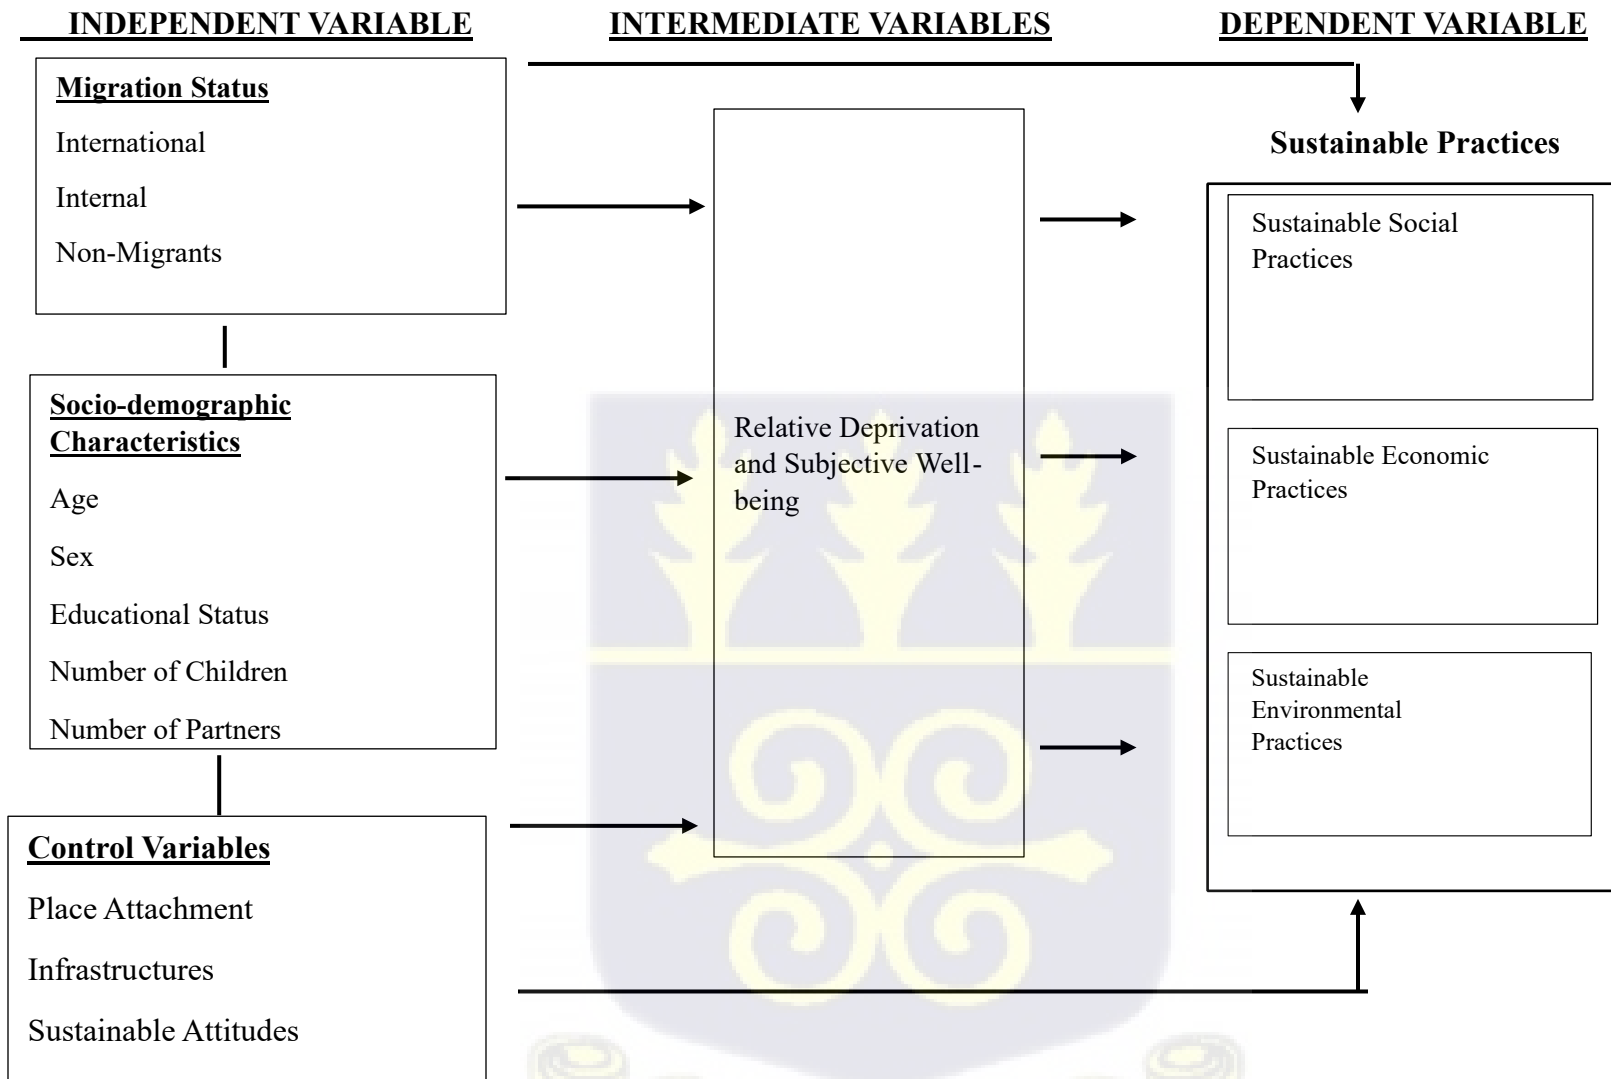 INDEPENDENT VARIABLE
INTERMEDIATE VARIABLES
DEPENDENT VARIABLE
Migration Status
International
Internal
Non-Migrants
Socio-demographic
Characteristics
Age
Sex
Educational Status
Number of Children
Number of Partners
Control Variables
Place Attachment
Infrastructures
Sustainable Attitudes
Relative Deprivation
and Subjective Well-
being
Sustainable Practices
Sustainable Social
Practices
Sustainable Economic
Practices
Sustainable
Environmental
Practices